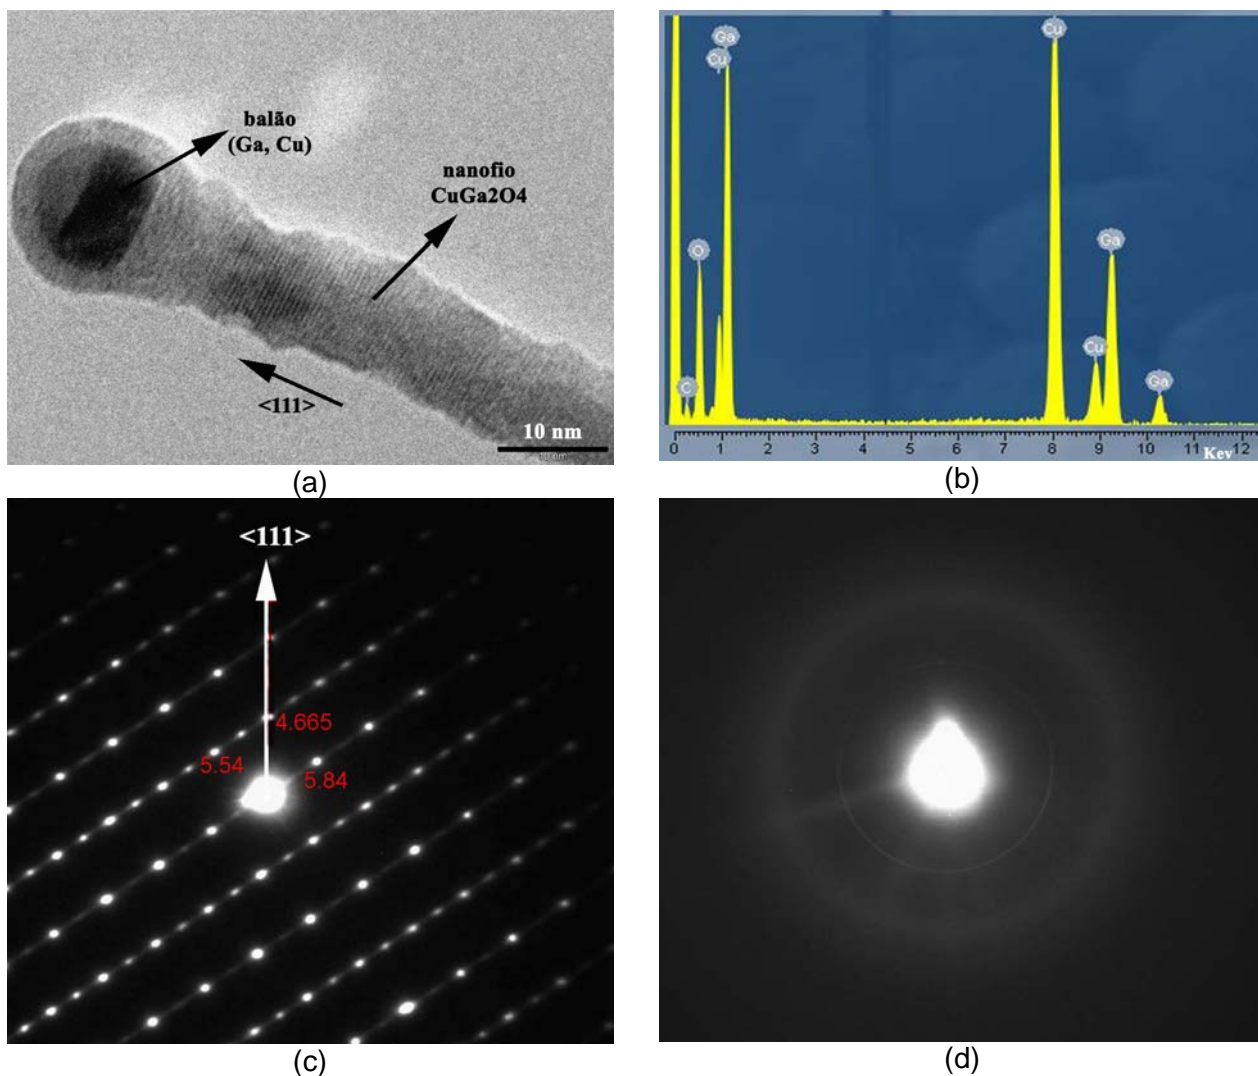 balão
(Ga, Cu)
nanofio
CuGa2O4
<111>
10 nm
(a)
Ga
Cu
Cu
O
Ga
Cu
C
Ga
0 1 2 3 4 5 6 7 8 9 10 11 12
Kev
(b)
<111>
4.665
5.54
5.84
(c)
(d)